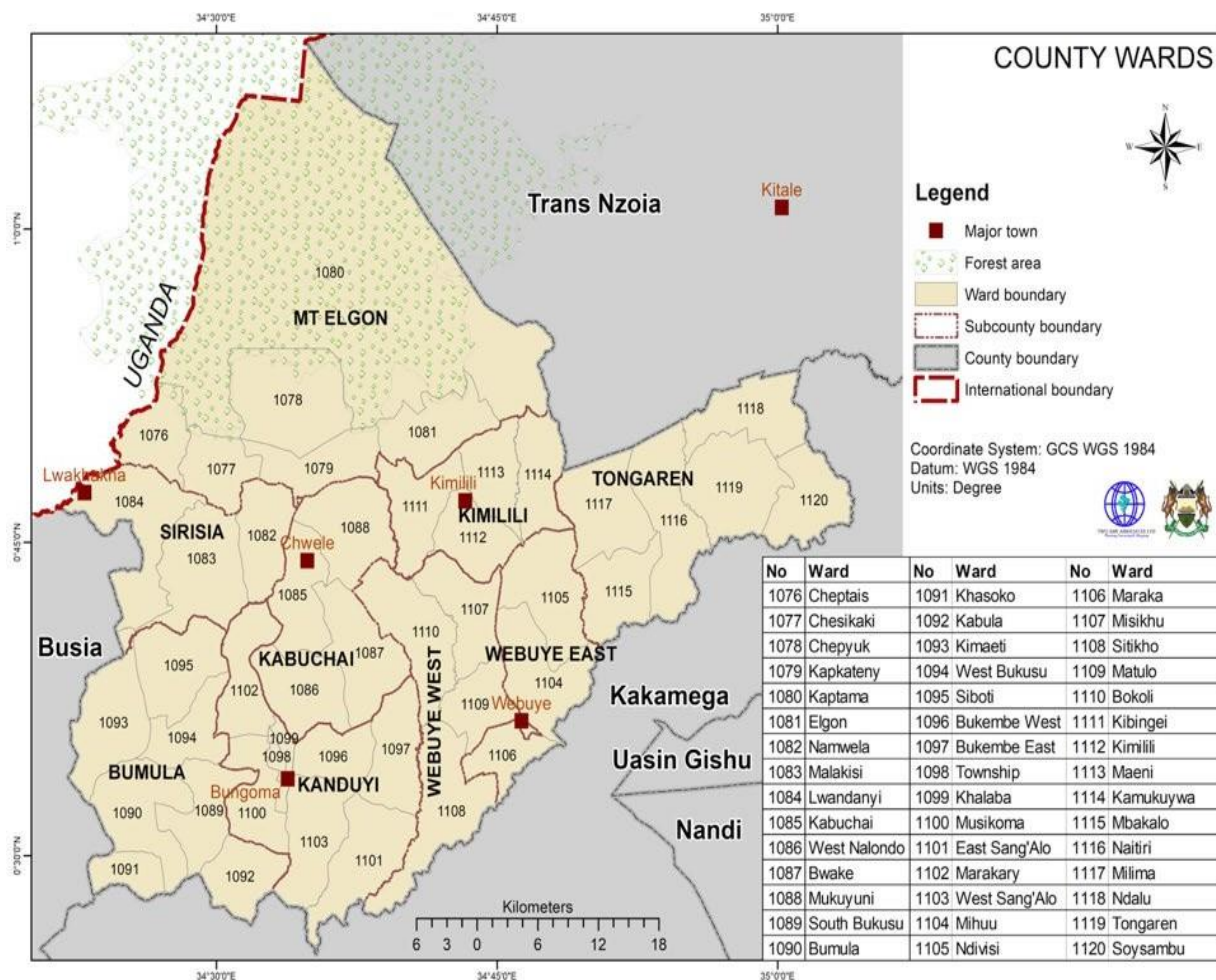 34°30'0"E 34°45'0"E 35°0'0"E
COUNTY WARDS
N
W E
S
Legend
Major town
Forest area
Ward boundary
Subcounty boundary
County boundary
International boundary
Coordinate System: GCS WGS 1984
Datum: WGS 1984
Units: Degree
1°0'0"N
0°45'0"N
0°30'0"N
UGANDA
Trans Nzoia
Kitale
1080
MT ELGON
1078
1076
1081
1118
1077
1079
1113
1114
TONGAREN
1119
Lwakhakha
Kimilili
1084
1111
1117
1120
SIRISIA
1082
1088
KIMILILI
1116
1083
Chwele
1112
1085
1105
1115
1107
Busia
1110
1095
KABUCHAI
1087
WEBUYE EAST
1102
1086
1104
Kakamega
1093
1109
Webuye
1094
1099
1098
1096
1097
WEBUYE WEST
1106
Uasin Gishu
BUMULA
Bungoma
KANDUYI
1090
1089
1100
1108
Nandi
1103
1101
1091
1092
Kilometers
6 3 0 6 12 18
No Ward No Ward No Ward
1076 Cheptais 1091 Khasoko 1106 Maraka
1077 Chesikaki 1092 Kabula 1107 Misikhu
1078 Chepyuk 1093 Kimaeti 1108 Sitikho
1079 Kapkateny 1094 West Bukusu 1109 Matulo
1080 Kaptama 1095 Siboti 1110 Bokoli
1081 Elgon 1096 Bukembe West 1111 Kibingei
1082 Namwela 1097 Bukembe East 1112 Kimilili
1083 Malakisi 1098 Township 1113 Maeni
1084 Lwandanyi 1099 Khalaba 1114 Kamukuywa
1085 Kabuchai 1100 Musikoma 1115 Mbakalo
1086 West Nalondo 1101 East Sang'Alo 1116 Naitiri
1087 Bwake 1102 Marakary 1117 Milima
1088 Mukuyuni 1103 West Sang'Alo 1118 Ndalu
1089 South Bukusu 1104 Mihuu 1119 Tongaren
1090 Bumula 1105 Ndivisi 1120 Soysambu
34°30'0"E 34°45'0"E 35°0'0"E